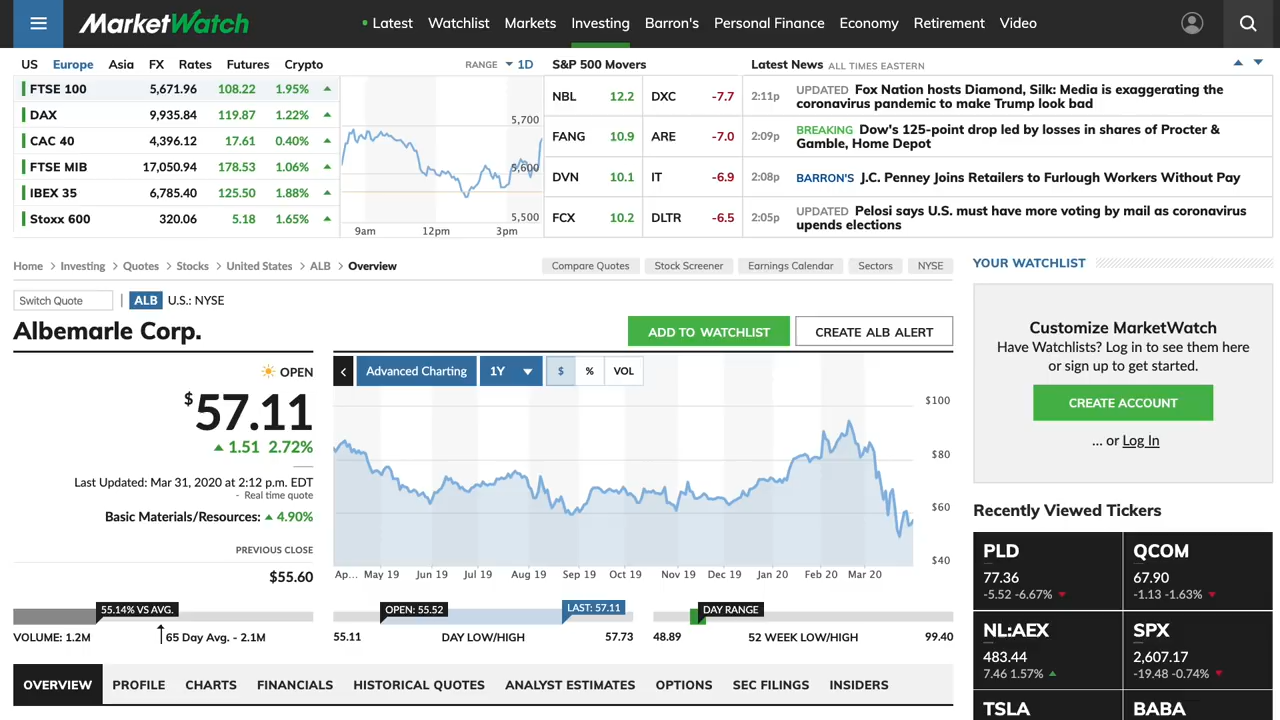 MarketWatch
Latest Watchlist Markets Investing Barron's Personal Finance Economy Retirement Video
US Europe Asia FX Rates Futures Crypto
RANGE 1D
FTSE 100 5,671.96 108.22 1.95%
DAX 9,935.84 119.87 1.22%
CAC 40 4,396.12 17.61 0.40%
FTSE MIB 17,050.94 178.53 1.06%
IBEX 35 6,785.40 125.50 1.88%
Stoxx 600 320.06 5.18 1.65%
5,700
5,600
5,500
9am 12pm 3pm
S&P 500 Movers
NBL 12.2 DXC -7.7
FANG 10.9 ARE -7.0
DVN 10.1 IT -6.9
FCX 10.2 DLTR -6.5
Latest News ALL TIMES EASTERN
2:11p UPDATED Fox Nation hosts Diamond, Silk: Media is exaggerating the
coronavirus pandemic to make Trump look bad
2:09p BREAKING Dow's 125-point drop led by losses in shares of Procter &
Gamble, Home Depot
2:08p BARRON'S J.C. Penney Joins Retailers to Furlough Workers Without Pay
2:05p UPDATED Pelosi says U.S. must have more voting by mail as coronavirus
upends elections
Home > Investing > Quotes > Stocks > United States > ALB > Overview
Compare Quotes Stock Screener Earnings Calendar Sectors NYSE
Switch Quote | ALB U.S.: NYSE
Albemarle Corp.
ADD TO WATCHLIST CREATE ALB ALERT
OPEN
$57.11
1.51 2.72%
Last Updated: Mar 31, 2020 at 2:12 p.m. EDT
- Real time quote
Basic Materials/Resources: 4.90%
PREVIOUS CLOSE
$55.60
Advanced Charting 1Y $ % VOL
$100
$80
$60
$40
Ap... May 19 Jun 19 Jul 19 Aug 19 Sep 19 Oct 19 Nov 19 Dec 19 Jan 20 Feb 20 Mar 20
55.14% VS AVG.
VOLUME: 1.2M 65 Day Avg. - 2.1M
OPEN: 55.52 LAST: 57.11
55.11 DAY LOW/HIGH 57.73
DAY RANGE
48.89 52 WEEK LOW/HIGH 99.40
OVERVIEW PROFILE CHARTS FINANCIALS HISTORICAL QUOTES ANALYST ESTIMATES OPTIONS SEC FILINGS INSIDERS
YOUR WATCHLIST
Customize MarketWatch
Have Watchlists? Log in to see them here
or sign up to get started.
CREATE ACCOUNT
... or Log In
Recently Viewed Tickers
PLD
77.36
-5.52 -6.67%
QCOM
67.90
-1.13 -1.63%
NL:AEX
483.44
7.46 1.57%
SPX
2,607.17
-19.48 -0.74%
TSLA
BABA